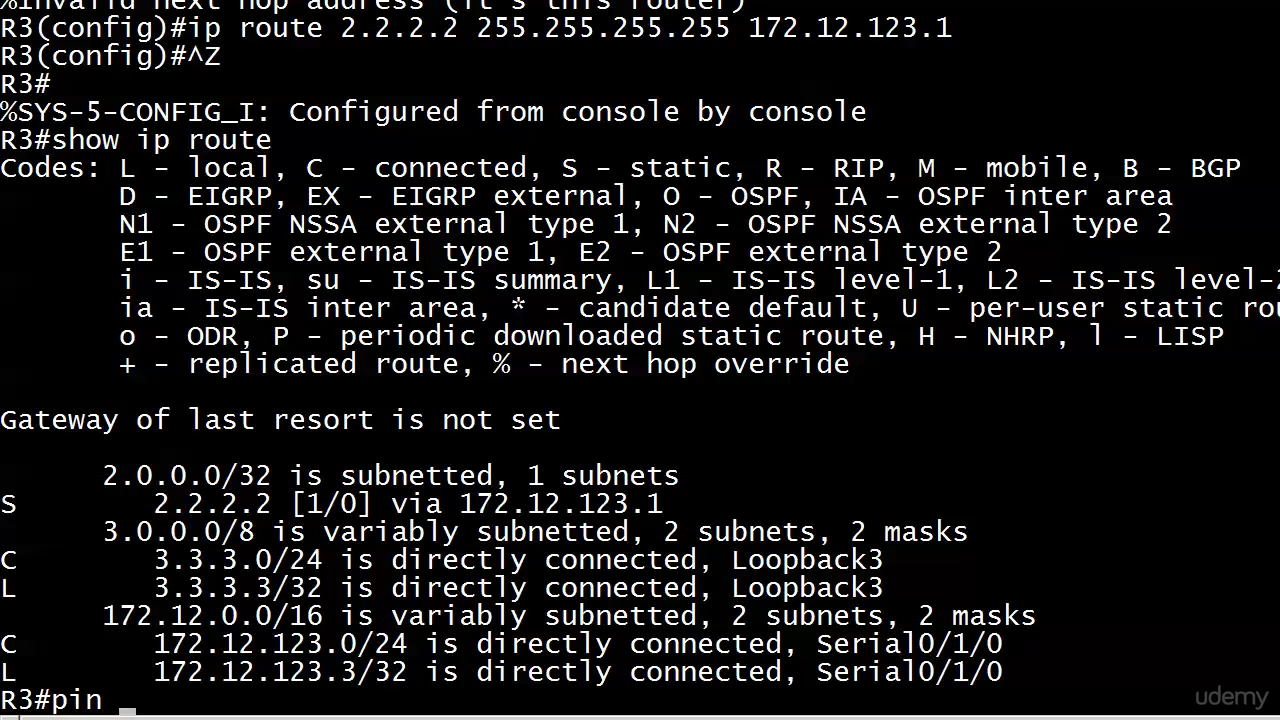 %Invalid next hop address (it's this router)
R3(config)#ip route 2.2.2.2 255.255.255.255 172.12.123.1
R3(config)#^Z
R3#
%SYS-5-CONFIG_I: Configured from console by console
R3#show ip route
Codes: L - local, C - connected, S - static, R - RIP, M - mobile, B - BGP
D - EIGRP, EX - EIGRP external, O - OSPF, IA - OSPF inter area
N1 - OSPF NSSA external type 1, N2 - OSPF NSSA external type 2
E1 - OSPF external type 1, E2 - OSPF external type 2
i - IS-IS, su - IS-IS summary, L1 - IS-IS level-1, L2 - IS-IS level-2
ia - IS-IS inter area, * - candidate default, U - per-user static rou
o - ODR, P - periodic downloaded static route, H - NHRP, l - LISP
+ - replicated route, % - next hop override
Gateway of last resort is not set
2.0.0.0/32 is subnetted, 1 subnets
S 2.2.2.2 [1/0] via 172.12.123.1
3.0.0.0/8 is variably subnetted, 2 subnets, 2 masks
C 3.3.3.0/24 is directly connected, Loopback3
L 3.3.3.3/32 is directly connected, Loopback3
172.12.0.0/16 is variably subnetted, 2 subnets, 2 masks
C 172.12.123.0/24 is directly connected, Serial0/1/0
L 172.12.123.3/32 is directly connected, Serial0/1/0
R3#pin
udemy